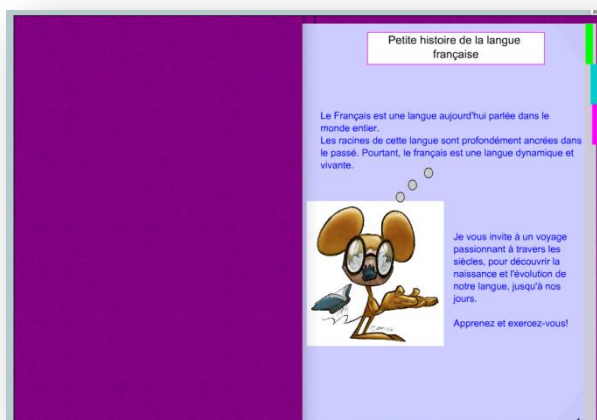 Petite histoire de la langue
française
Le Français est une langue aujourd'hui parlée dans le
monde entier.
Les racines de cette langue sont profondément ancrées dans
le passé. Pourtant, le français est une langue dynamique et
vivante.
Je vous invite à un voyage
passionnant à travers les
siècles, pour découvrir la
naissance et l'évolution de
notre langue, jusqu'à nos
jours.
Apprenez et exercez-vous!